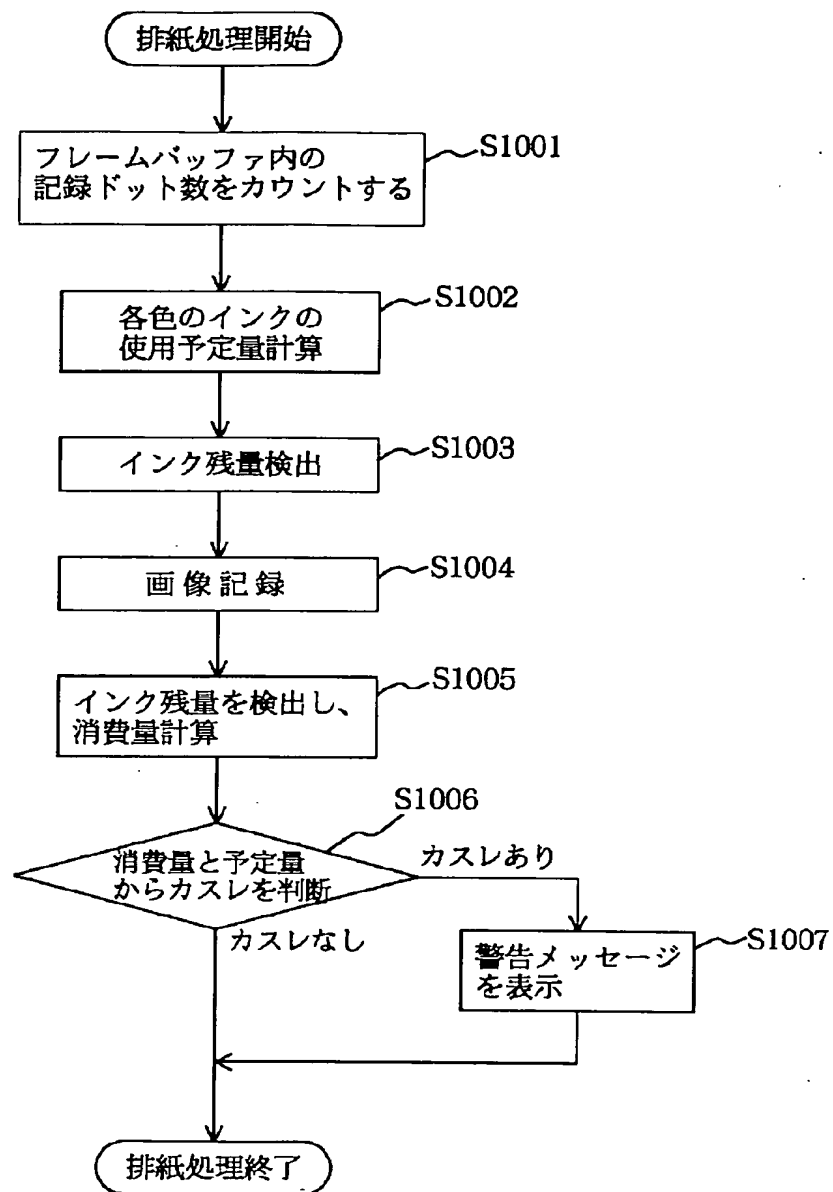 排紙処理開始
フレームバッファ内の
記録ドット数をカウントする
S1001
各色のインクの
使用予定量計算
S1002
インク残量検出
S1003
画像記録
S1004
インク残量を検出し、
消費量計算
S1005
消費量と予定量
からカスレを判断
S1006
カスレあり
カスレなし
警告メッセージ
を表示
S1007
排紙処理終了